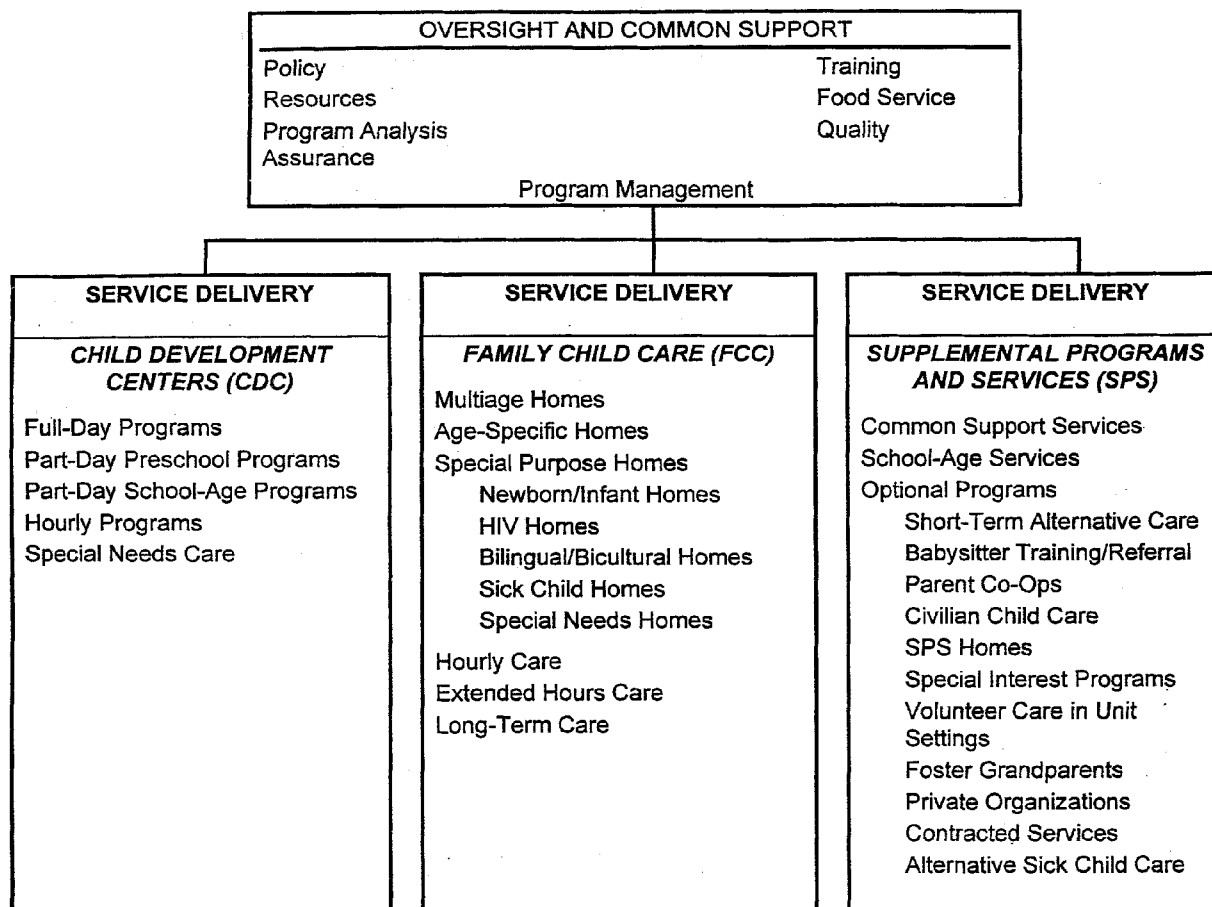 OVERSIGHT AND COMMON SUPPORT
Policy
Resources
Program Analysis
Assurance
Training
Food Service
Quality
Program Management
SERVICE DELIVERY
CHILD DEVELOPMENT
CENTERS (CDC)
Full-Day Programs
Part-Day Preschool Programs
Part-Day School-Age Programs
Hourly Programs
Special Needs Care
SERVICE DELIVERY
FAMILY CHILD CARE (FCC)
Multiage Homes
Age-Specific Homes
Special Purpose Homes
Newborn/Infant Homes
HIV Homes
Bilingual/Bicultural Homes
Sick Child Homes
Special Needs Homes
Hourly Care
Extended Hours Care
Long-Term Care
SERVICE DELIVERY
SUPPLEMENTAL PROGRAMS
AND SERVICES (SPS)
Common Support Services
School-Age Services
Optional Programs
Short-Term Alternative Care
Babysitter Training/Referral
Parent Co-Ops
Civilian Child Care
SPS Homes
Special Interest Programs
Volunteer Care in Unit
Settings
Foster Grandparents
Private Organizations
Contracted Services
Alternative Sick Child Care